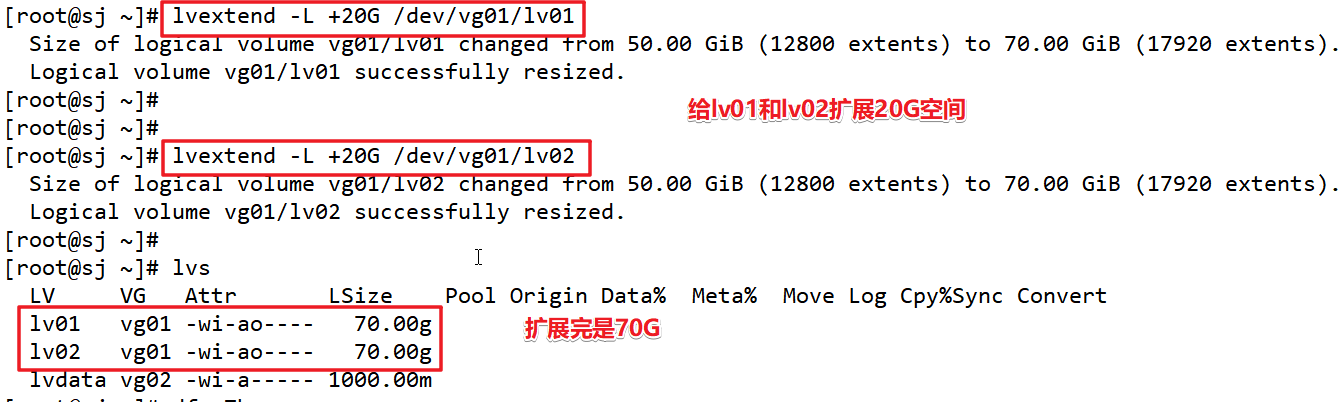 [root@sj ~]# lvextend -L +20G /dev/vg01/lv01
  Size of logical volume vg01/lv01 changed from 50.00 GiB (12800 extents) to 70.00 GiB (17920 extents).
  Logical volume vg01/lv01 successfully resized.
[root@sj ~]#
给lv01和lv02扩展20G空间
[root@sj ~]#
[root@sj ~]# lvextend -L +20G /dev/vg01/lv02
  Size of logical volume vg01/lv02 changed from 50.00 GiB (12800 extents) to 70.00 GiB (17920 extents).
  Logical volume vg01/lv02 successfully resized.
[root@sj ~]#
[root@sj ~]# lvs
  LV     VG   Attr       LSize    Pool Origin Data%  Meta%  Move Log Cpy%Sync Convert
  lv01   vg01 -wi-ao----   70.00g
扩展完是70G
  lv02   vg01 -wi-ao----   70.00g
  lvdata vg02 -wi-a----- 1000.00m